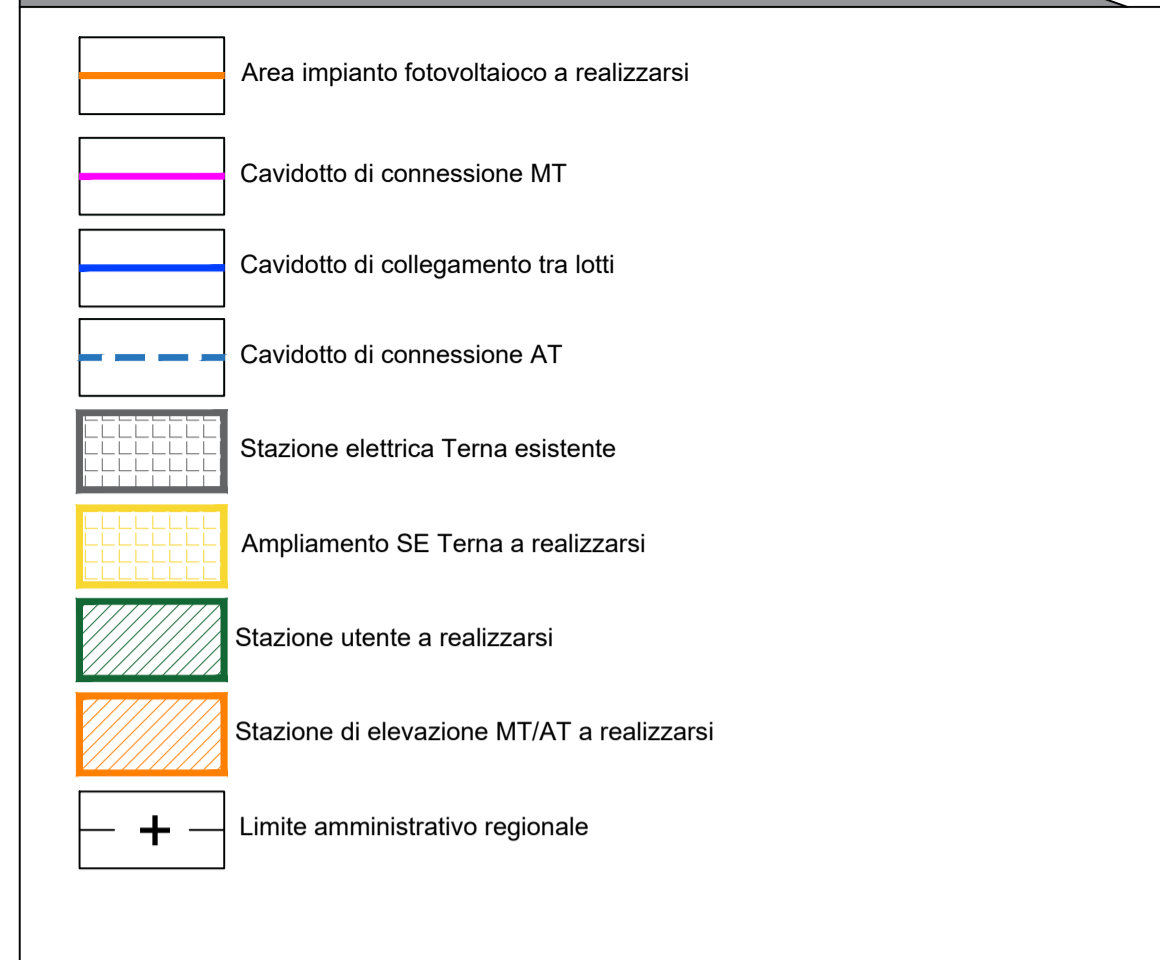 Area impianto fotovoltaioco a realizzarsi
Cavidotto di connessione MT
Cavidotto di collegamento tra lotti
Cavidotto di connessione AT
Stazione elettrica Terna esistente
Ampliamento SE Terna a realizzarsi
Stazione utente a realizzarsi
Stazione di elevazione MT/AT a realizzarsi
Limite amministrativo regionale